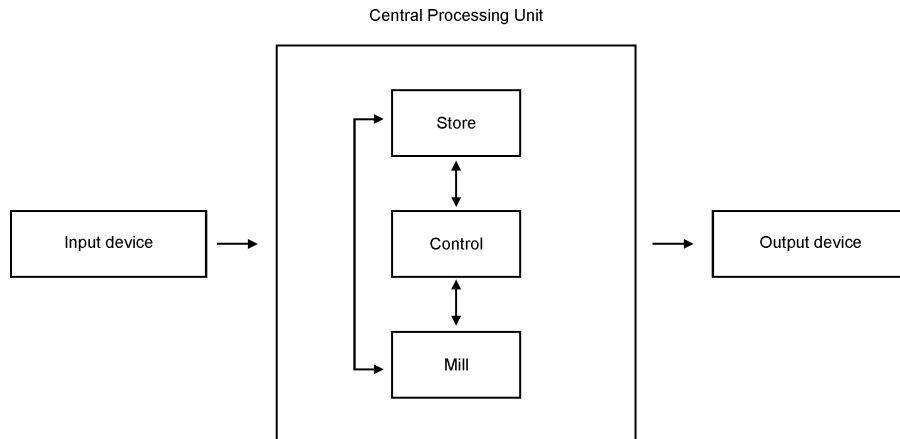 Central Processing Unit
Store
Input device
Control
Output device
Mill